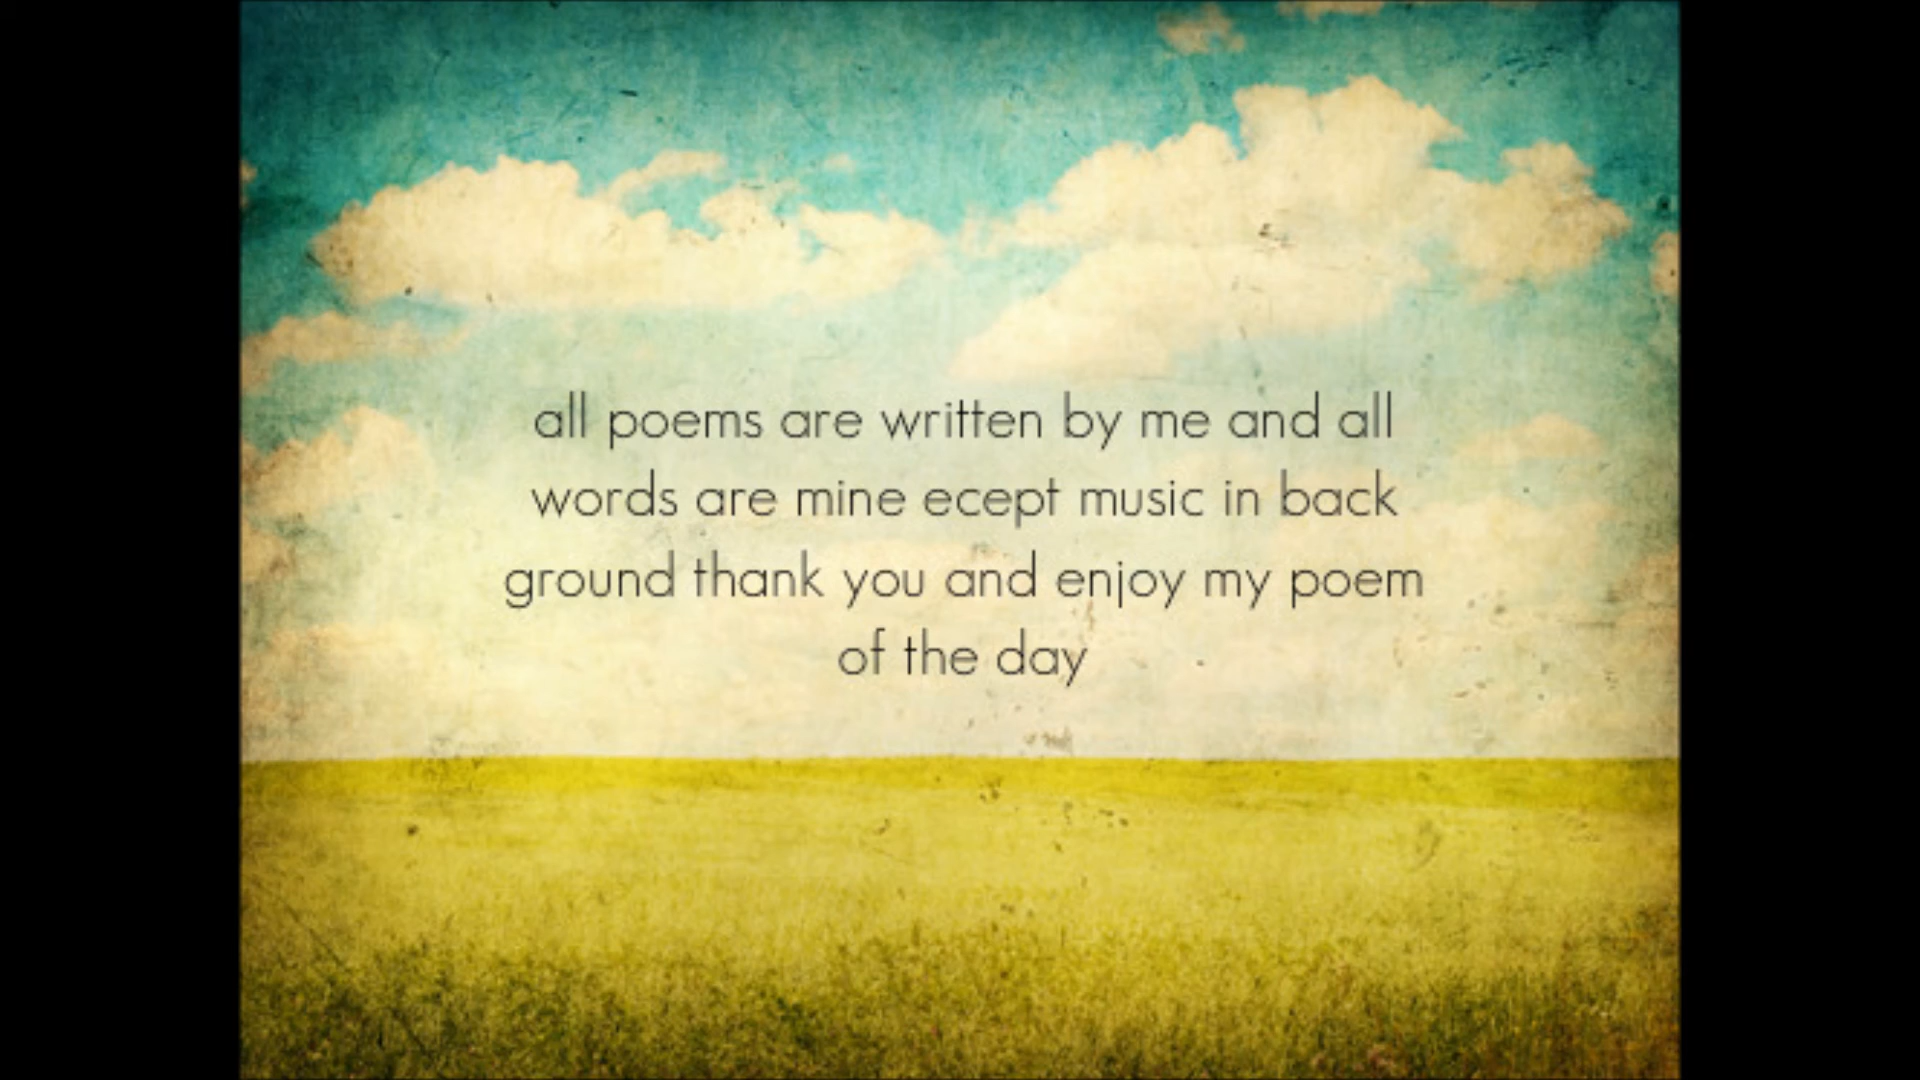 all poems are written by me and all
words are mine ecept music in back
ground thank you and enjoy my poem
of the day